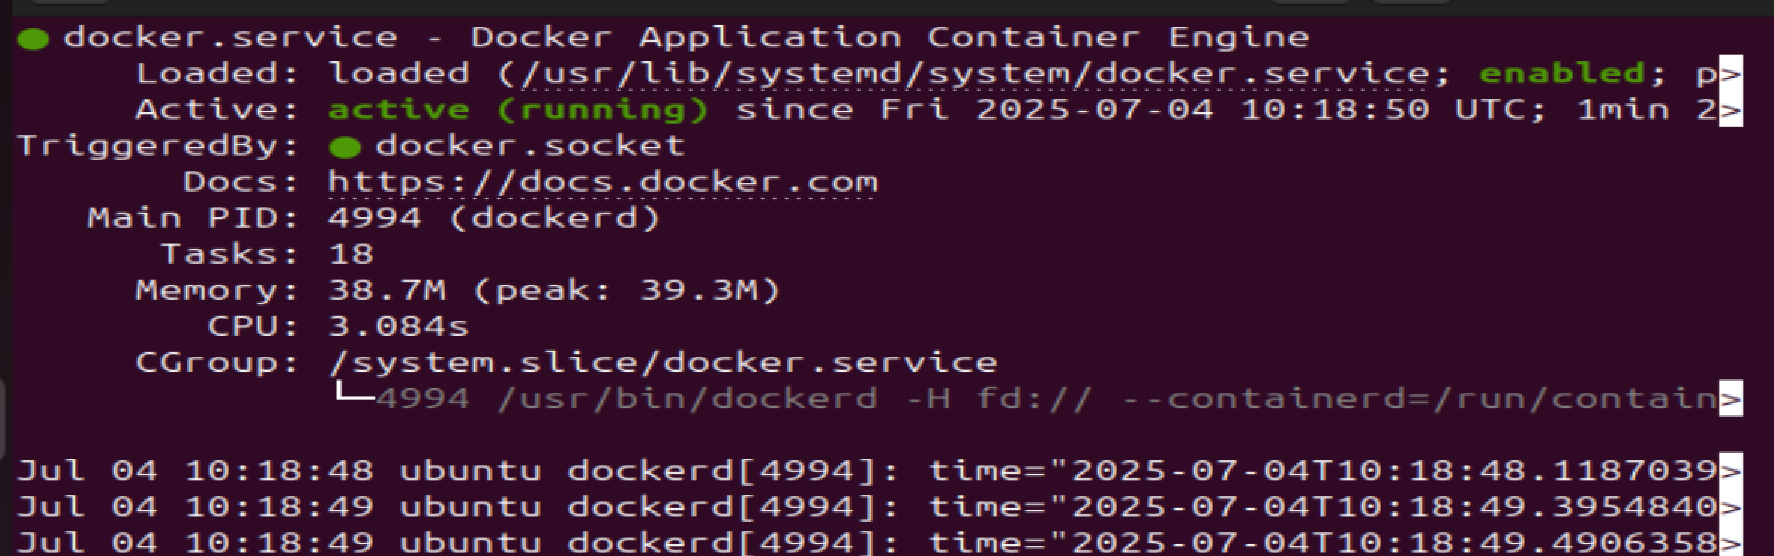 ● docker.service - Docker Application Container Engine
Loaded: loaded (/usr/lib/systemd/system/docker.service; enabled; p>
Active: active (running) since Fri 2025-07-04 10:18:50 UTC; 1min 2>
TriggeredBy: ● docker.socket
Docs: https://docs.docker.com
Main PID: 4994 (dockerd)
Tasks: 18
Memory: 38.7M (peak: 39.3M)
CPU: 3.084s
CGroup: /system.slice/docker.service
└─4994 /usr/bin/dockerd -H fd:// --containerd=/run/contain>
Jul 04 10:18:48 ubuntu dockerd[4994]: time="2025-07-04T10:18:48.1187039>
Jul 04 10:18:49 ubuntu dockerd[4994]: time="2025-07-04T10:18:49.3954840>
Jul 04 10:18:49 ubuntu dockerd[4994]: time="2025-07-04T10:18:49.4906358>